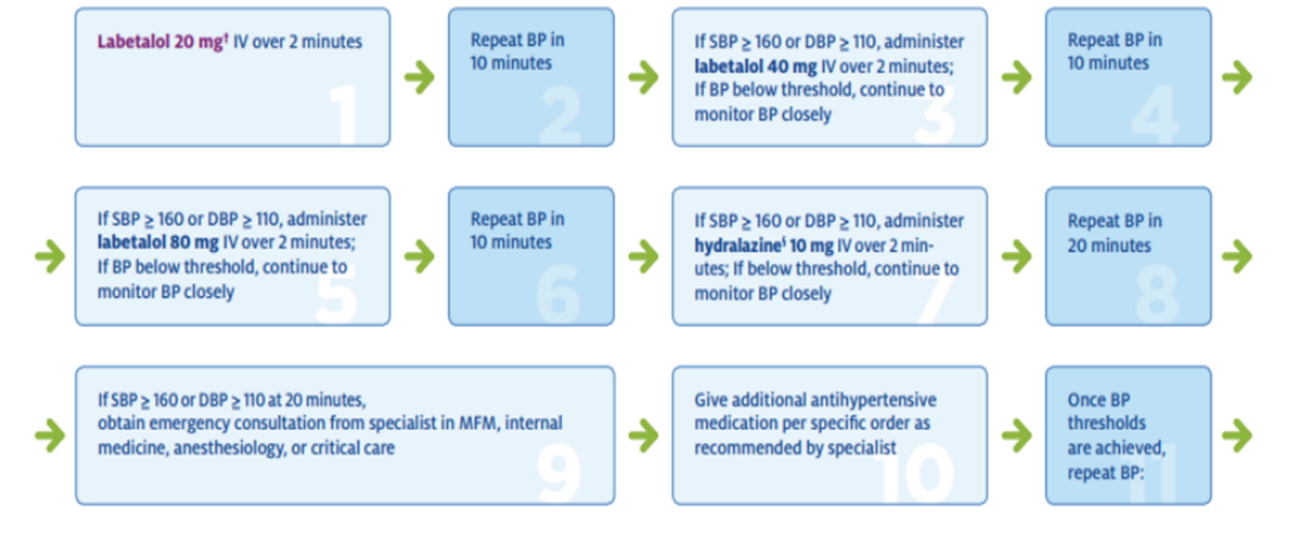 Labetalol 20 mg† IV over 2 minutes
1
Repeat BP in
10 minutes
2
If SBP ≥ 160 or DBP ≥ 110, administer
labetalol 40 mg IV over 2 minutes;
If BP below threshold, continue to
monitor BP closely
3
Repeat BP in
10 minutes
4
If SBP ≥ 160 or DBP ≥ 110, administer
labetalol 80 mg IV over 2 minutes;
If BP below threshold, continue to
monitor BP closely
5
Repeat BP in
10 minutes
6
If SBP ≥ 160 or DBP ≥ 110, administer
hydralazine§ 10 mg IV over 2 min-
utes; If below threshold, continue to
monitor BP closely
7
Repeat BP in
20 minutes
8
If SBP ≥ 160 or DBP ≥ 110 at 20 minutes,
obtain emergency consultation from specialist in MFM, internal
medicine, anesthesiology, or critical care
9
Give additional antihypertensive
medication per specific order as
recommended by specialist
10
Once BP
thresholds
are achieved,
repeat BP:
11